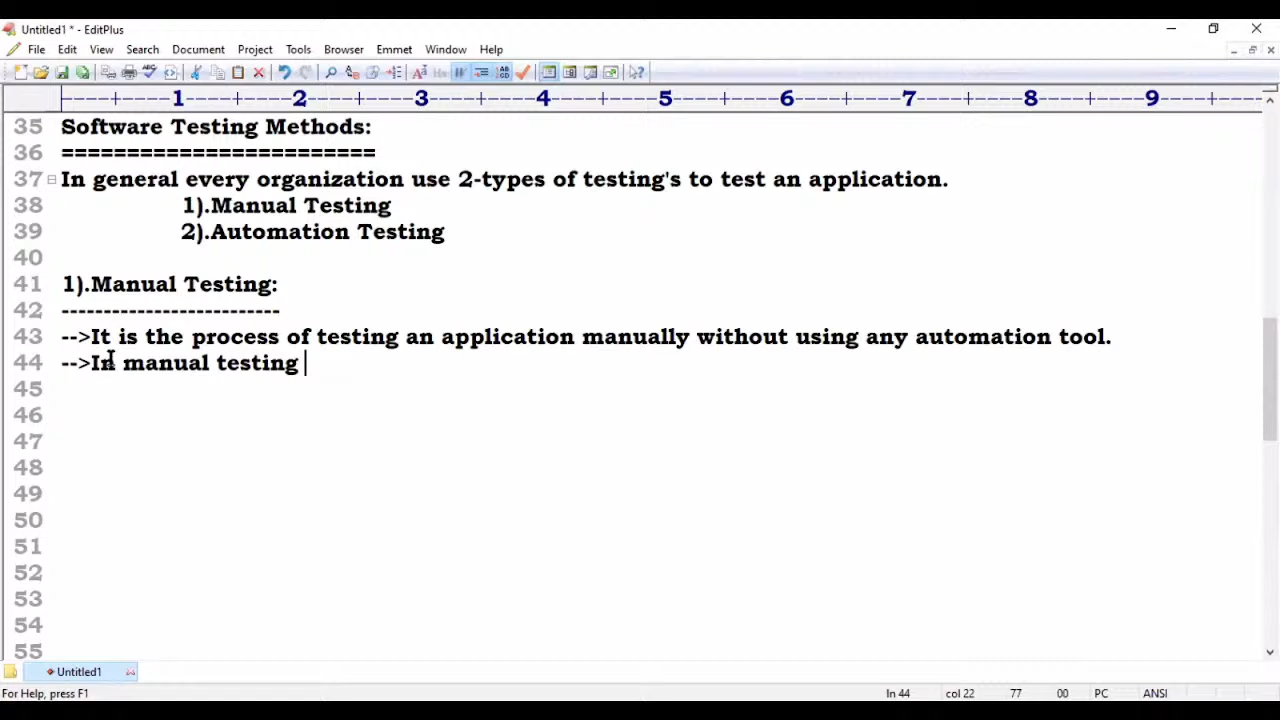 Untitled1 * - EditPlus
File Edit View Search Document Project Tools Browser Emmet Window Help
----+----1----+----2----+----3----+----4----+----5----+----6----+----7----+----8----+----9----+----
35 Software Testing Methods:
36 ========================
37 In general every organization use 2-types of testing's to test an application.
38 1).Manual Testing
39 2).Automation Testing
40
41 1).Manual Testing:
42 --------------------------
43 -->It is the process of testing an application manually without using any automation tool.
44 -->In manual testing
45
46
47
48
49
50
51
52
53
54
55
Untitled1
For Help, press F1 ln 44 col 22 77 00 PC ANSI